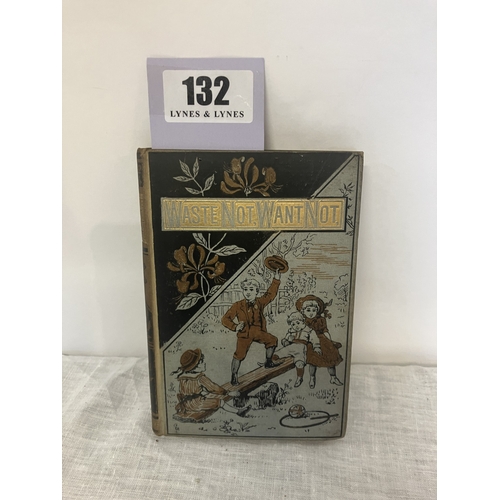 132
LYNES & LYNES
WASTE NOT, WANT NOT